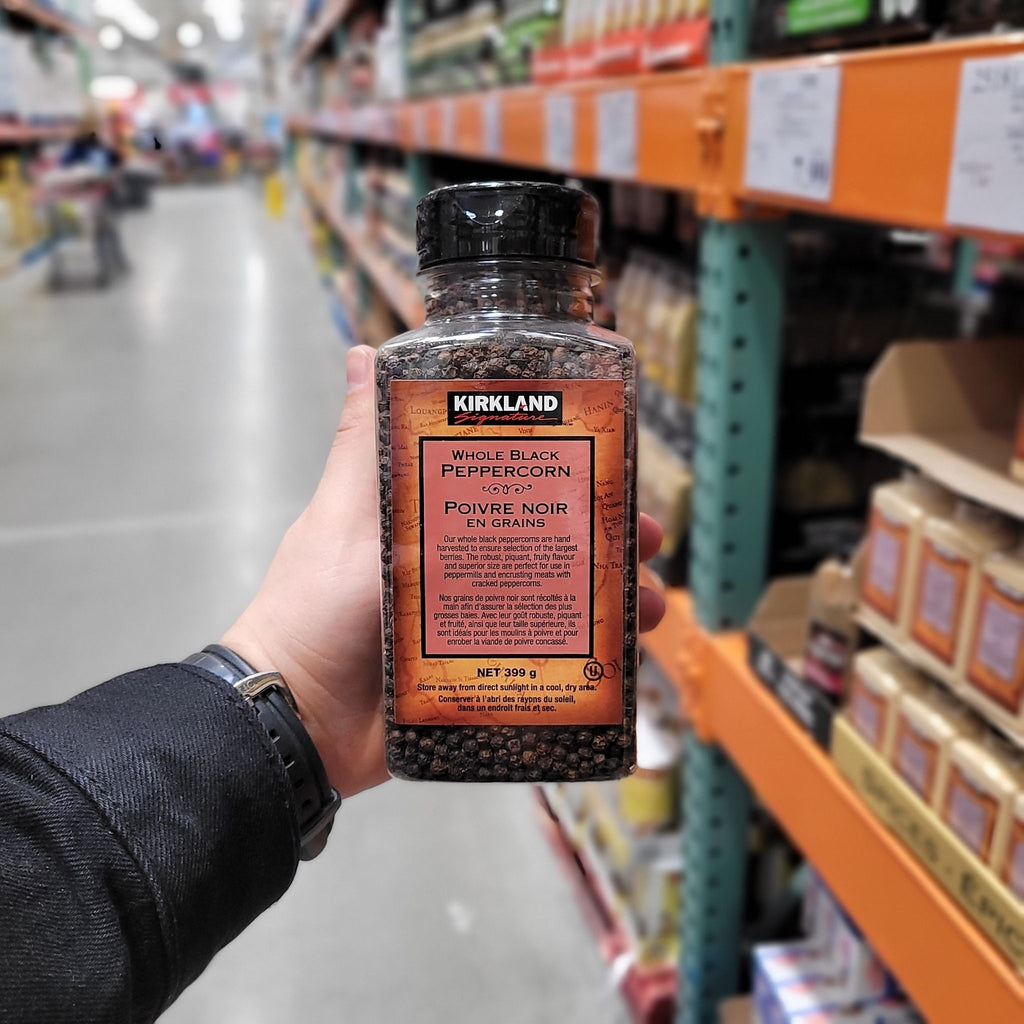 KIRKLAND
Signature
WHOLE BLACK
PEPPERCORN
POIVRE NOIR
EN GRAINS
Our whole black peppercorns are hand
harvested to ensure selection of the largest
berries. The robust, piquant, fruity flavour
and superior size are perfect for use in
peppermills and encrusting meats with
cracked peppercorns.
Nos grains de poivre noir sont récoltés à la
main afin d'assurer la sélection des plus
grosses baies. Avec leur goût robuste, piquant
et fruité, ainsi que leur taille supérieure, ils
sont idéals pour les moulins à poivre et pour
enrober la viande de poivre concassé.
NET 399 g
Store away from direct sunlight in a cool, dry area.
Conserver à l'abri des rayons du soleil,
dans un endroit frais et sec.
LOUANGP
HANIN
SPICES - EPIC